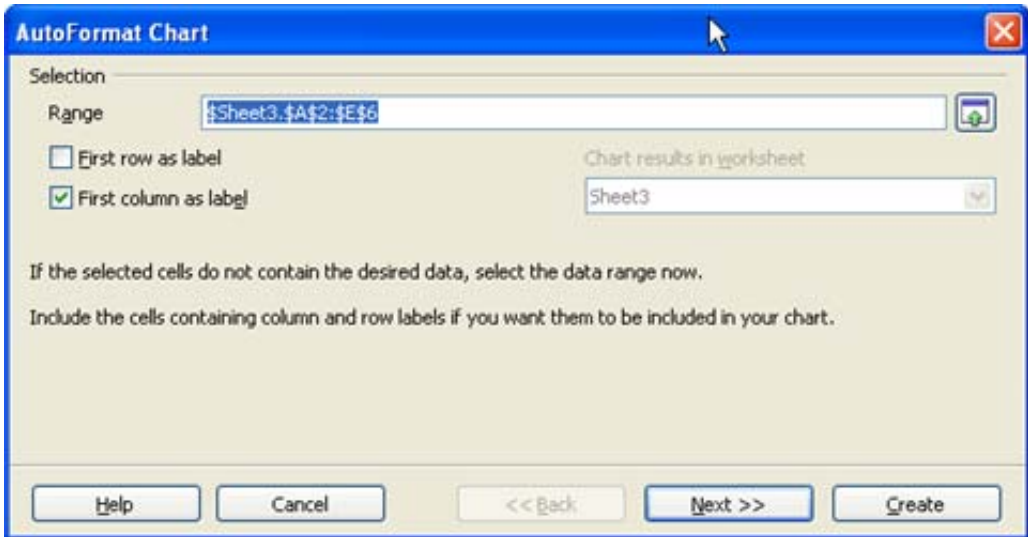 AutoFormat Chart
Selection
Range $Sheet3.$A$2:$E$6
First row as label
Chart results in worksheet
First column as label
Sheet3
If the selected cells do not contain the desired data, select the data range now.
Include the cells containing column and row labels if you want them to be included in your chart.
Help Cancel << Back Next >> Create